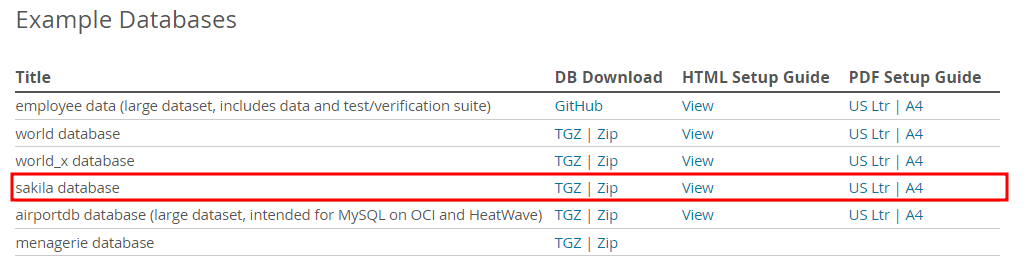 Example Databases
Title DB Download HTML Setup Guide PDF Setup Guide
employee data (large dataset, includes data and test/verification suite) GitHub View US Ltr | A4
world database TGZ | Zip View US Ltr | A4
world_x database TGZ | Zip View US Ltr | A4
sakila database TGZ | Zip View US Ltr | A4
airportdb database (large dataset, intended for MySQL on OCI and HeatWave) TGZ | Zip View US Ltr | A4
menagerie database TGZ | Zip